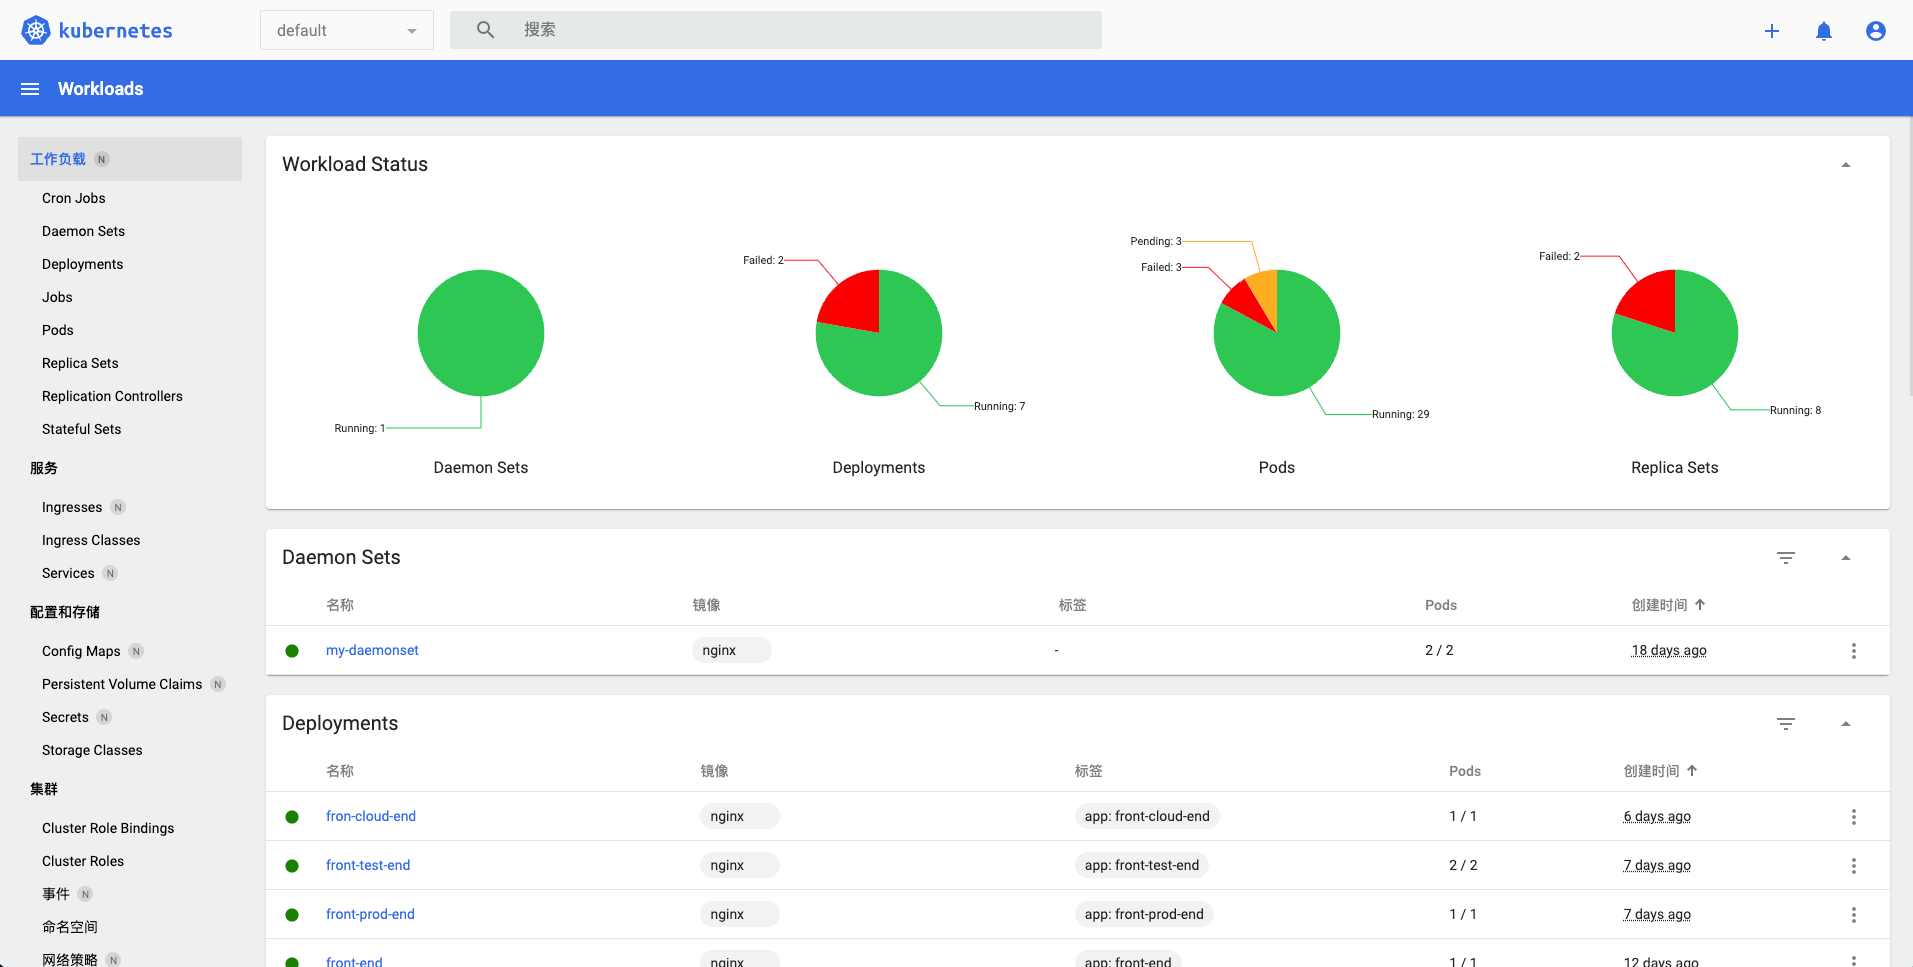 kubernetes
default
搜索
Workloads
工作负载 N
Cron Jobs
Daemon Sets
Deployments
Jobs
Pods
Replica Sets
Replication Controllers
Stateful Sets
服务
Ingresses N
Ingress Classes
Services N
配置和存储
Config Maps N
Persistent Volume Claims N
Secrets N
Storage Classes
集群
Cluster Role Bindings
Cluster Roles
事件 N
命名空间
网络策略 N
Workload Status
Running: 1
Daemon Sets
Failed: 2
Running: 7
Deployments
Pending: 3
Failed: 3
Running: 29
Pods
Failed: 2
Running: 8
Replica Sets
Daemon Sets
名称 镜像 标签 Pods 创建时间
my-daemonset nginx - 2 / 2 18 days ago
Deployments
名称 镜像 标签 Pods 创建时间
fron-cloud-end nginx app: front-cloud-end 1 / 1 6 days ago
front-test-end nginx app: front-test-end 2 / 2 7 days ago
front-prod-end nginx app: front-prod-end 1 / 1 7 days ago
front-end nginx app: front-end 1 / 1 12 days ago